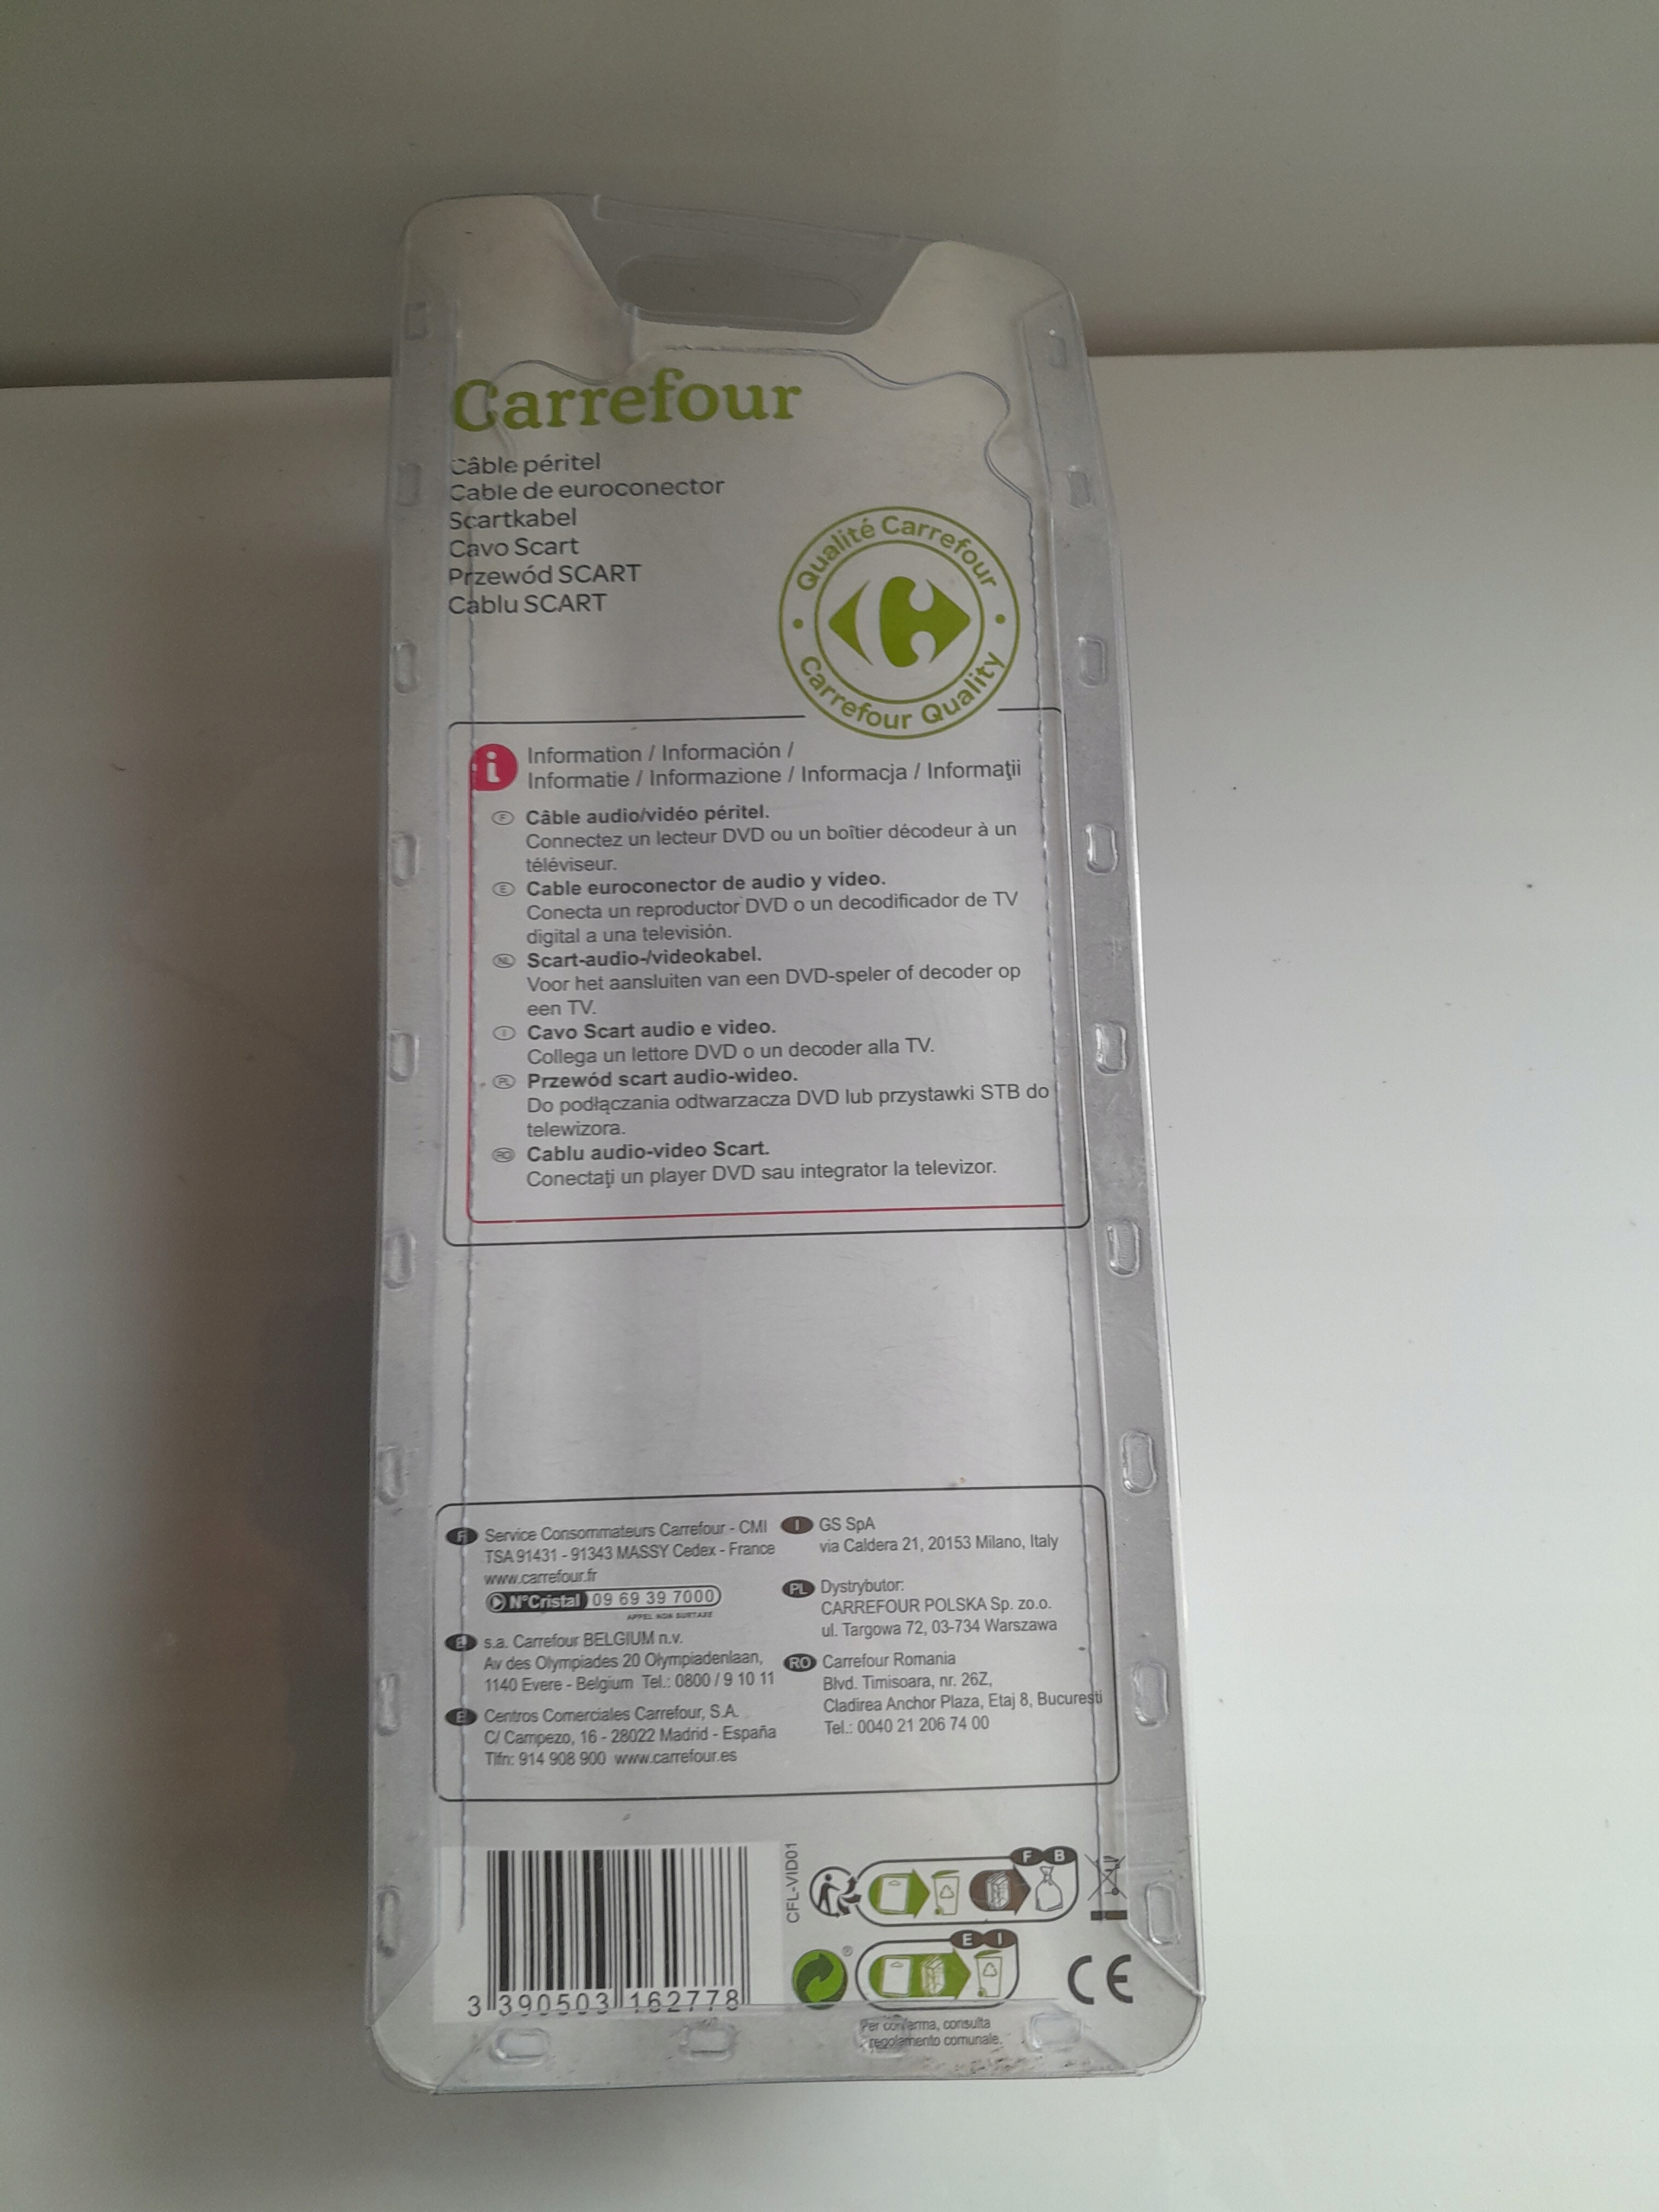 Carrefour
Câble péritel
Cable de euroconector
Scartkabel
Cavo Scart
Przewód SCART
Cablu SCART
Qualité Carrefour
Carrefour Quality
i Information / Información /
Informatie / Informazione / Informacja / Informaţii
F Câble audio/vidéo péritel.
Connectez un lecteur DVD ou un boîtier décodeur à un
téléviseur.
E Cable euroconector de audio y vídeo.
Conecta un reproductor DVD o un decodificador de TV
digital a una televisión.
NL Scart-audio-/videokabel.
Voor het aansluiten van een DVD-speler of decoder op
een TV.
I Cavo Scart audio e video.
Collega un lettore DVD o un decoder alla TV.
PL Przewód scart audio-wideo.
Do podłączania odtwarzacza DVD lub przystawki STB do
telewizora.
RO Cablu audio-video Scart.
Conectaţi un player DVD sau integrator la televizor.
F Service Consommateurs Carrefour - CMI
TSA 91431 - 91343 MASSY Cedex - France
www.carrefour.fr
N°Cristal 09 69 39 7000
APPEL NON SURTAXE
B s.a. Carrefour BELGIUM n.v.
Av des Olympiades 20 Olympiadenlaan,
1140 Evere - Belgium Tel.: 0800 / 9 10 11
E Centros Comerciales Carrefour, S.A.
C/ Campezo, 16 - 28022 Madrid - España
Tlfn: 914 908 900 www.carrefour.es
I GS SpA
via Caldera 21, 20153 Milano, Italy
PL Dystrybutor:
CARREFOUR POLSKA Sp. zo.o.
ul. Targowa 72, 03-734 Warszawa
RO Carrefour Romania
Blvd. Timisoara, nr. 26Z,
Cladirea Anchor Plaza, Etaj 8, Bucureşti
Tel.: 0040 21 206 74 00
3 390503 162778
CFL-VID01
F B
E I
®
CE
Per conferma, consulta
regolamento comunale.